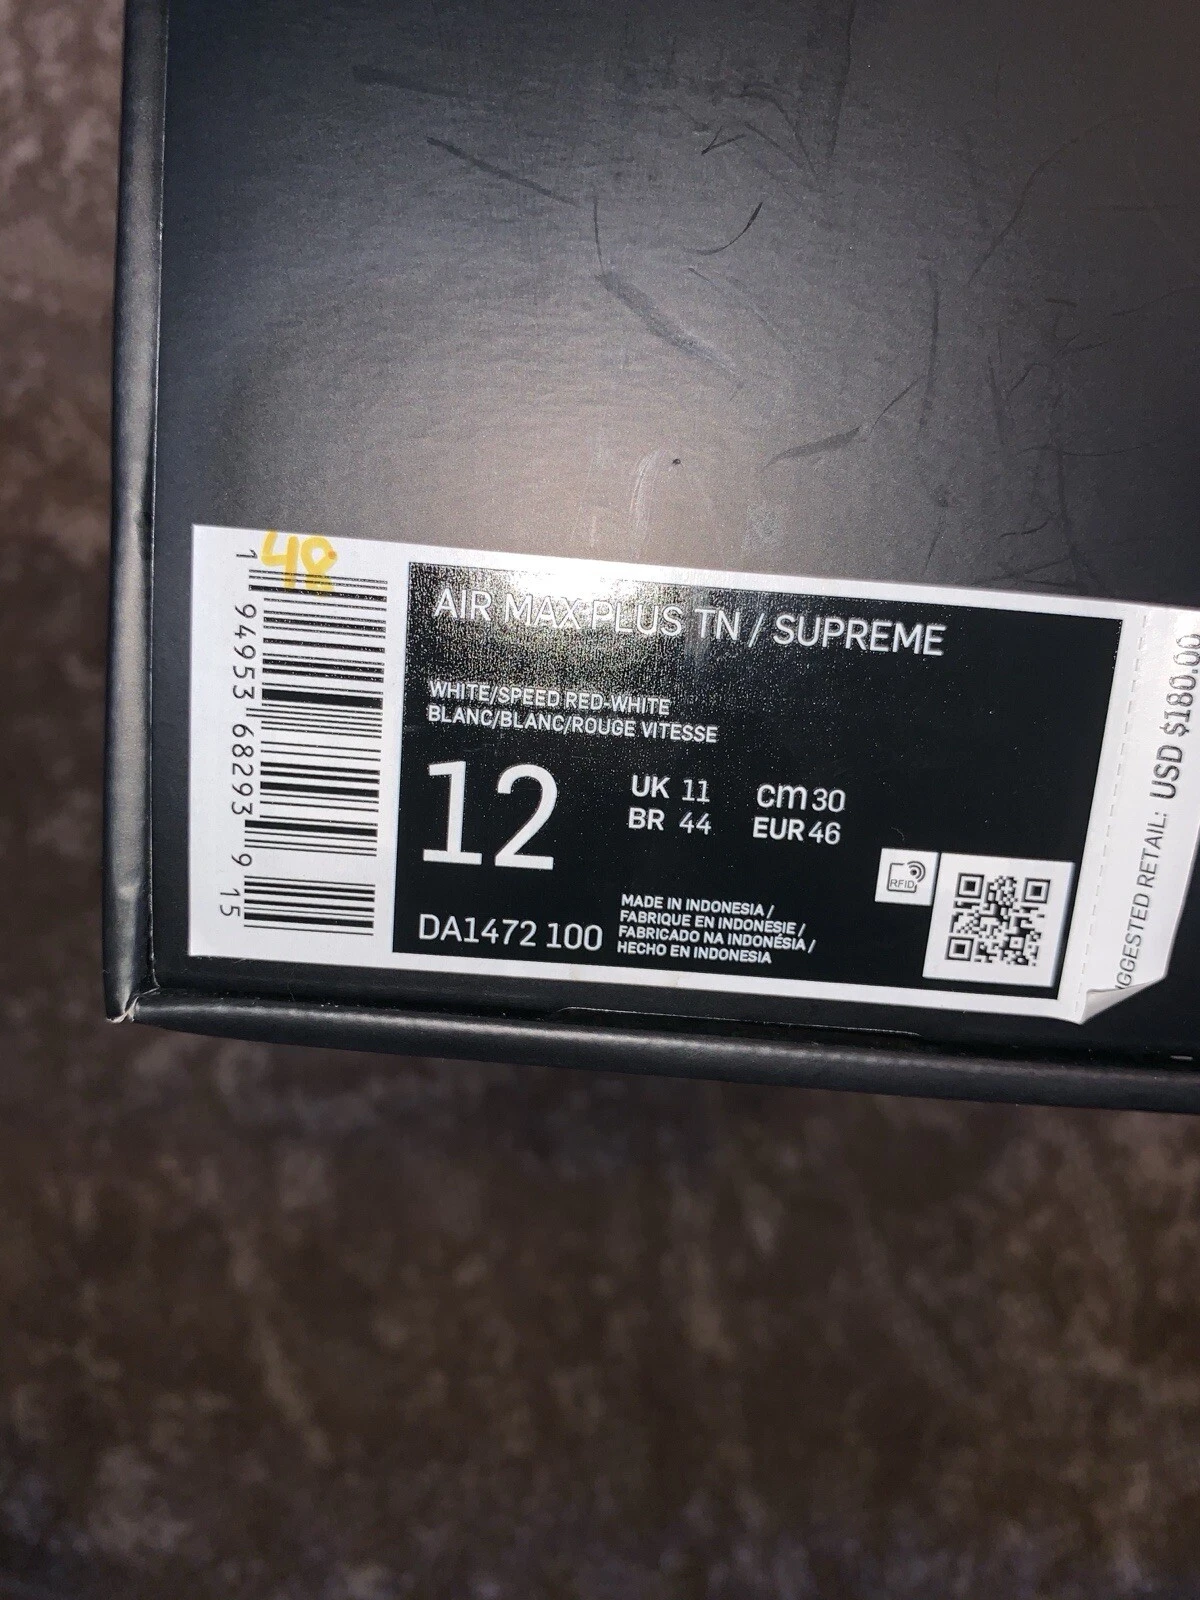 48
1 94953 68293 9 15
AIR MAX PLUS TN / SUPREME
WHITE/SPEED RED-WHITE
BLANC/BLANC/ROUGE VITESSE
12
UK 11 cm 30
BR 44 EUR 46
DA1472 100
MADE IN INDONESIA /
FABRIQUE EN INDONESIE /
FABRICADO NA INDONÉSIA /
HECHO EN INDONESIA
RFID
GGESTED RETAIL: USD $180.00